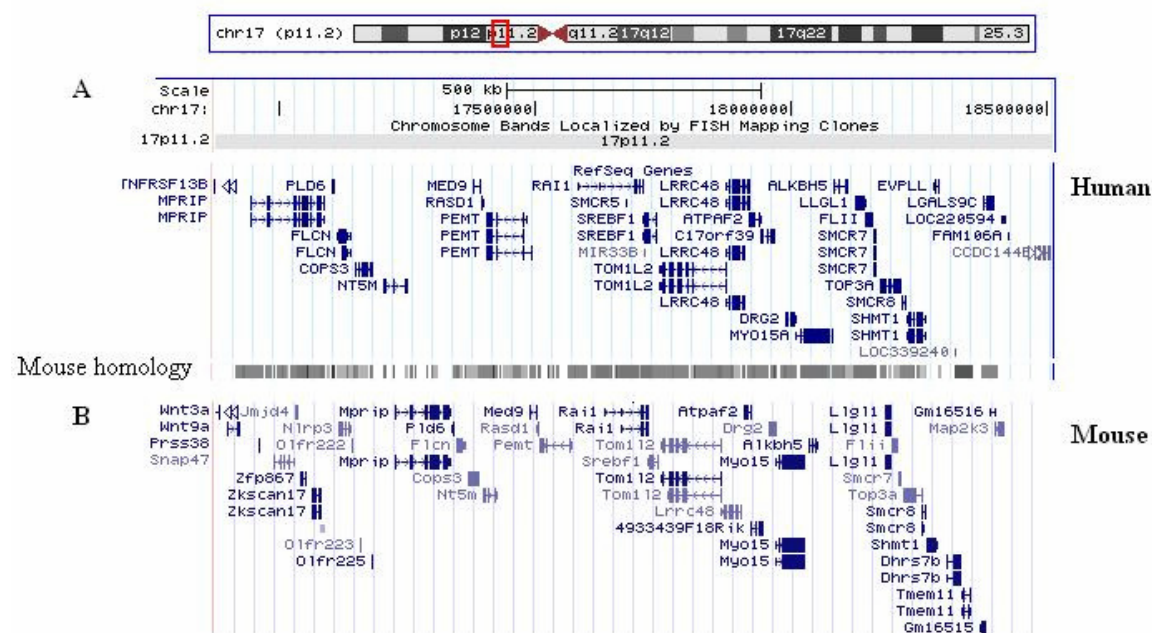 chr17 (p11.2) p12 p11.2 q11.2 17q12 17q22 25.3
A
Scale 500 kb
chr17: 17500000 18000000 18500000
Chromosome Bands Localized by FISH Mapping Clones
17p11.2 17p11.2
RefSeq Genes
TNFRSF13B PLD6 MED9 RAI1 LRRC48 ALKBH5 EVPLL Human
MPRIP RASD1 SMCR5 LRRC48 LLGL1 LGALS9C
MPRIP PEMT SREBF1 ATPAF2 FLII LOC220594
FLCN PEMT SREBF1 C17orf39 SMCR7 FAM106A
FLCN PEMT MIR33B LRRC48 SMCR7
COPS3 TOM1L2 SMCR7
NT5M TOM1L2 TOP3A
LRRC48 SMCR8
DRG2 SHMT1
MYO15A SHMT1
LOC339240
Mouse homology
B
Wnt3a Jmjd4 Mprip Med9 Rai1 Atpaf2 Llgl1 Gm16516
Wnt9a Nlrp3 Pld6 Rasd1 Rai1 Drg2 Llgl1 Map2k3 Mouse
Prss38 Olfr222 Flcn Pemt Tom1l2 Alkbh5 Flii
Snap47 Mprip Srebf1 Myo15 Llgl1
Zfp867 Cops3 Tom1l2 Smcr7
Zkscan17 Nt5m Tom1l2 Top3a
Zkscan17 Lrrc48 Smcr8
4933439F18Rik Smcr8
Olfr223 Myo15 Shmt1
Olfr225 Myo15 Dhrs7b
Dhrs7b
Tmem11
Tmem11
Gm16515